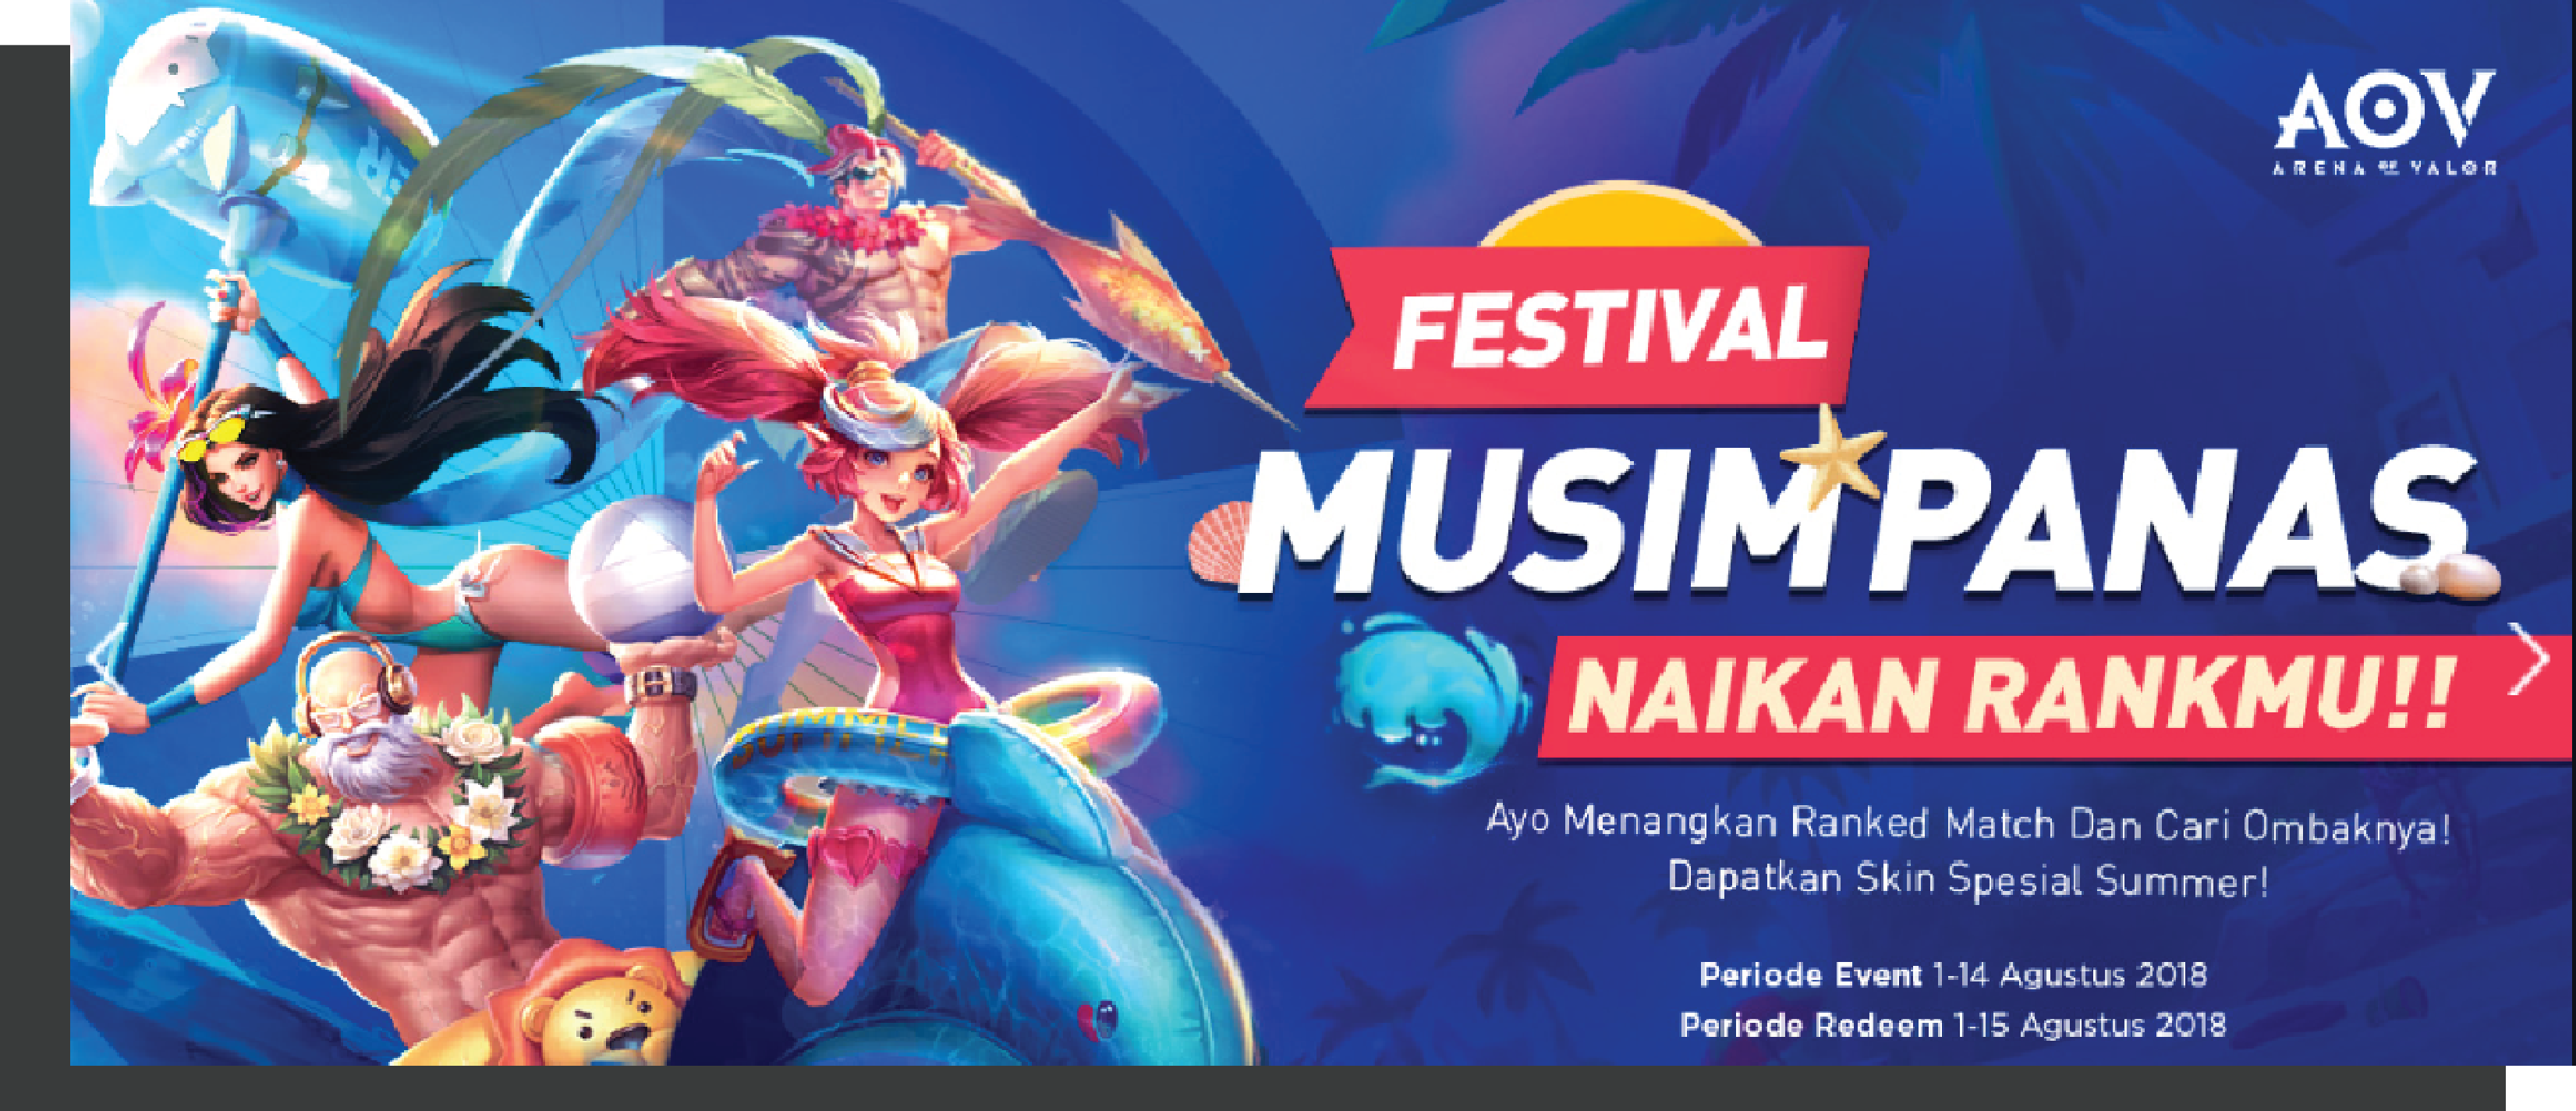 AOV
ARENA OF VALOR
FESTIVAL
MUSIM PANAS
NAIKAN RANKMU!!
Ayo Menangkan Ranked Match Dan Cari Ombaknya!
Dapatkan Skin Spesial Summer!
Periode Event 1-14 Agustus 2018
Periode Redeem 1-15 Agustus 2018
SUMMER